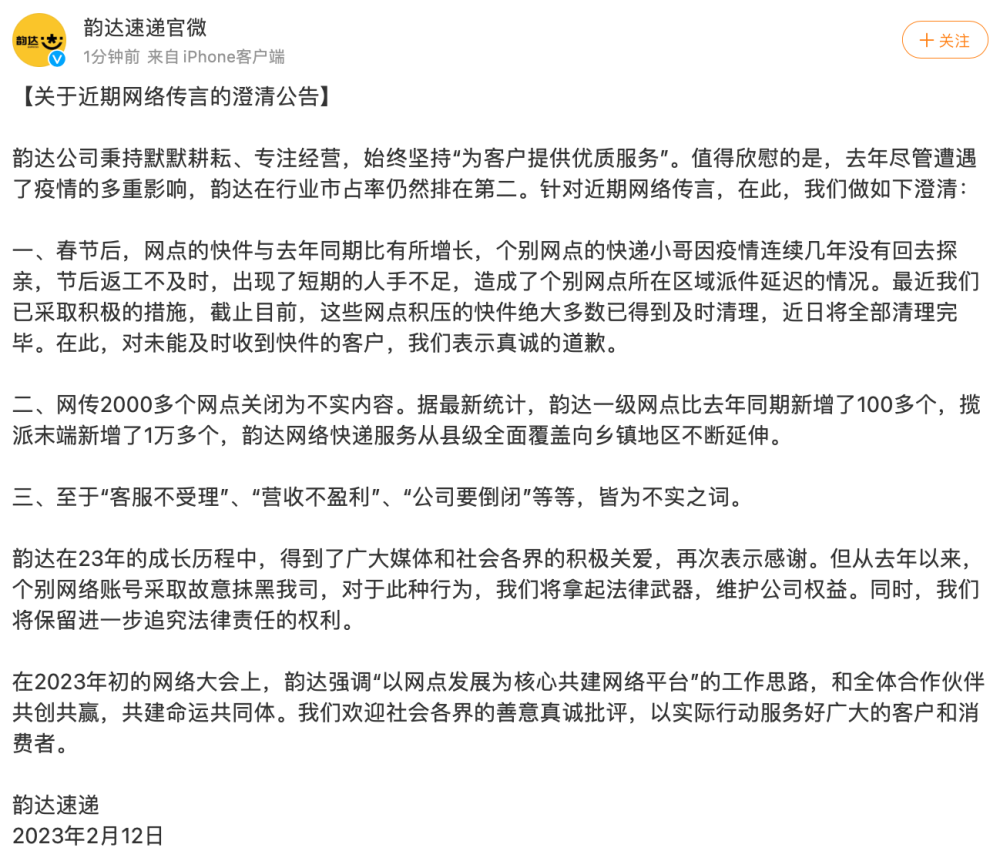 韵达
韵达速递官微
1分钟前 来自 iPhone客户端
+关注
【关于近期网络传言的澄清公告】
韵达公司秉持默默耕耘、专注经营，始终坚持“为客户提供优质服务”。值得欣慰的是，去年尽管遭遇
了疫情的多重影响，韵达在行业市占率仍然排在第二。针对近期网络传言，在此，我们做如下澄清：
一、春节后，网点的快件与去年同期比有所增长，个别网点的快递小哥因疫情连续几年没有回去探
亲，节后返工不及时，出现了短期的人手不足，造成了个别网点所在区域派件延迟的情况。最近我们
已采取积极的措施，截止目前，这些网点积压的快件绝大多数已得到及时清理，近日将全部清理完
毕。在此，对未能及时收到快件的客户，我们表示真诚的道歉。
二、网传2000多个网点关闭为不实内容。据最新统计，韵达一级网点比去年同期新增了100多个，揽
派末端新增了1万多个，韵达网络快递服务从县级全面覆盖向乡镇地区不断延伸。
三、至于“客服不受理”、“营收不盈利”、“公司要倒闭”等等，皆为不实之词。
韵达在23年的成长历程中，得到了广大媒体和社会各界的积极关爱，再次表示感谢。但从去年以来，
个别网络账号采取故意抹黑我司，对于此种行为，我们将拿起法律武器，维护公司权益。同时，我们
将保留进一步追究法律责任的权利。
在2023年初的网络大会上，韵达强调“以网点发展为核心共建网络平台”的工作思路，和全体合作伙伴
共创共赢，共建命运共同体。我们欢迎社会各界的善意真诚批评，以实际行动服务好广大的客户和消
费者。
韵达速递
2023年2月12日